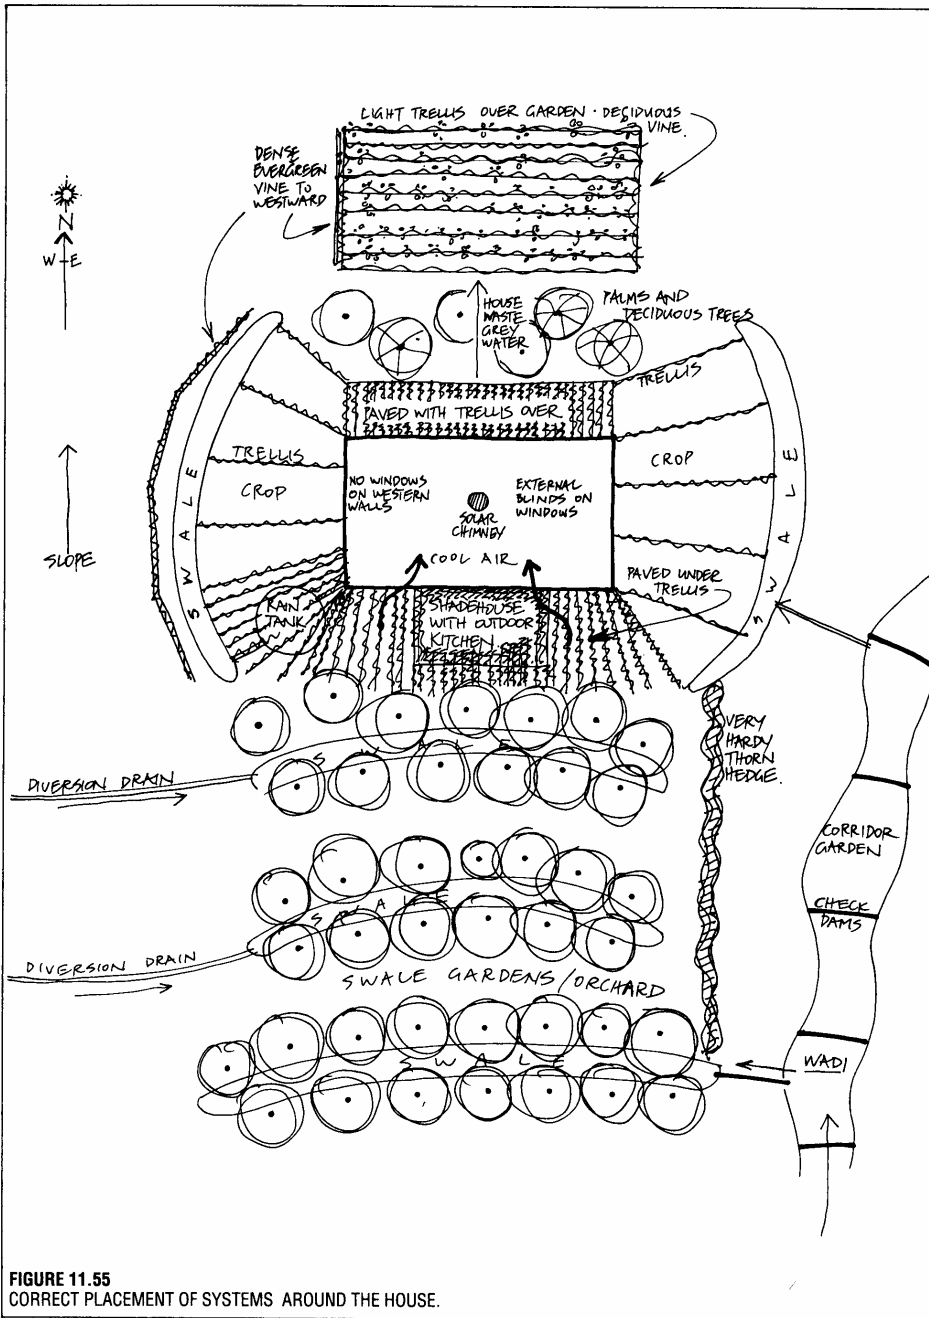 LIGHT TRELLIS OVER GARDEN · DECIDUOUS
VINE.
DENSE
EVERGREEN
VINE TO
WESTWARD
N
W–E
HOUSE
WASTE
GREY
WATER
PALMS AND
DECIDUOUS TREES
TRELLIS
PAVED WITH TRELLIS OVER
TRELLIS
CROP
SWALE
NO WINDOWS
ON WESTERN
WALLS
SOLAR
CHIMNEY
EXTERNAL
BLINDS ON
WINDOWS
CROP
SWALE
COOL AIR
SLOPE
PAVED UNDER
TRELLIS
RAIN
TANK
SHADEHOUSE
WITH OUTDOOR
KITCHEN
VERY
HARDY
THORN
HEDGE.
SWALE
DIVERSION DRAIN
CORRIDOR
GARDEN
CHECK
DAMS
SWALE
DIVERSION DRAIN
SWALE GARDENS/ORCHARD
SWALE
WADI
FIGURE 11.55
CORRECT PLACEMENT OF SYSTEMS AROUND THE HOUSE.